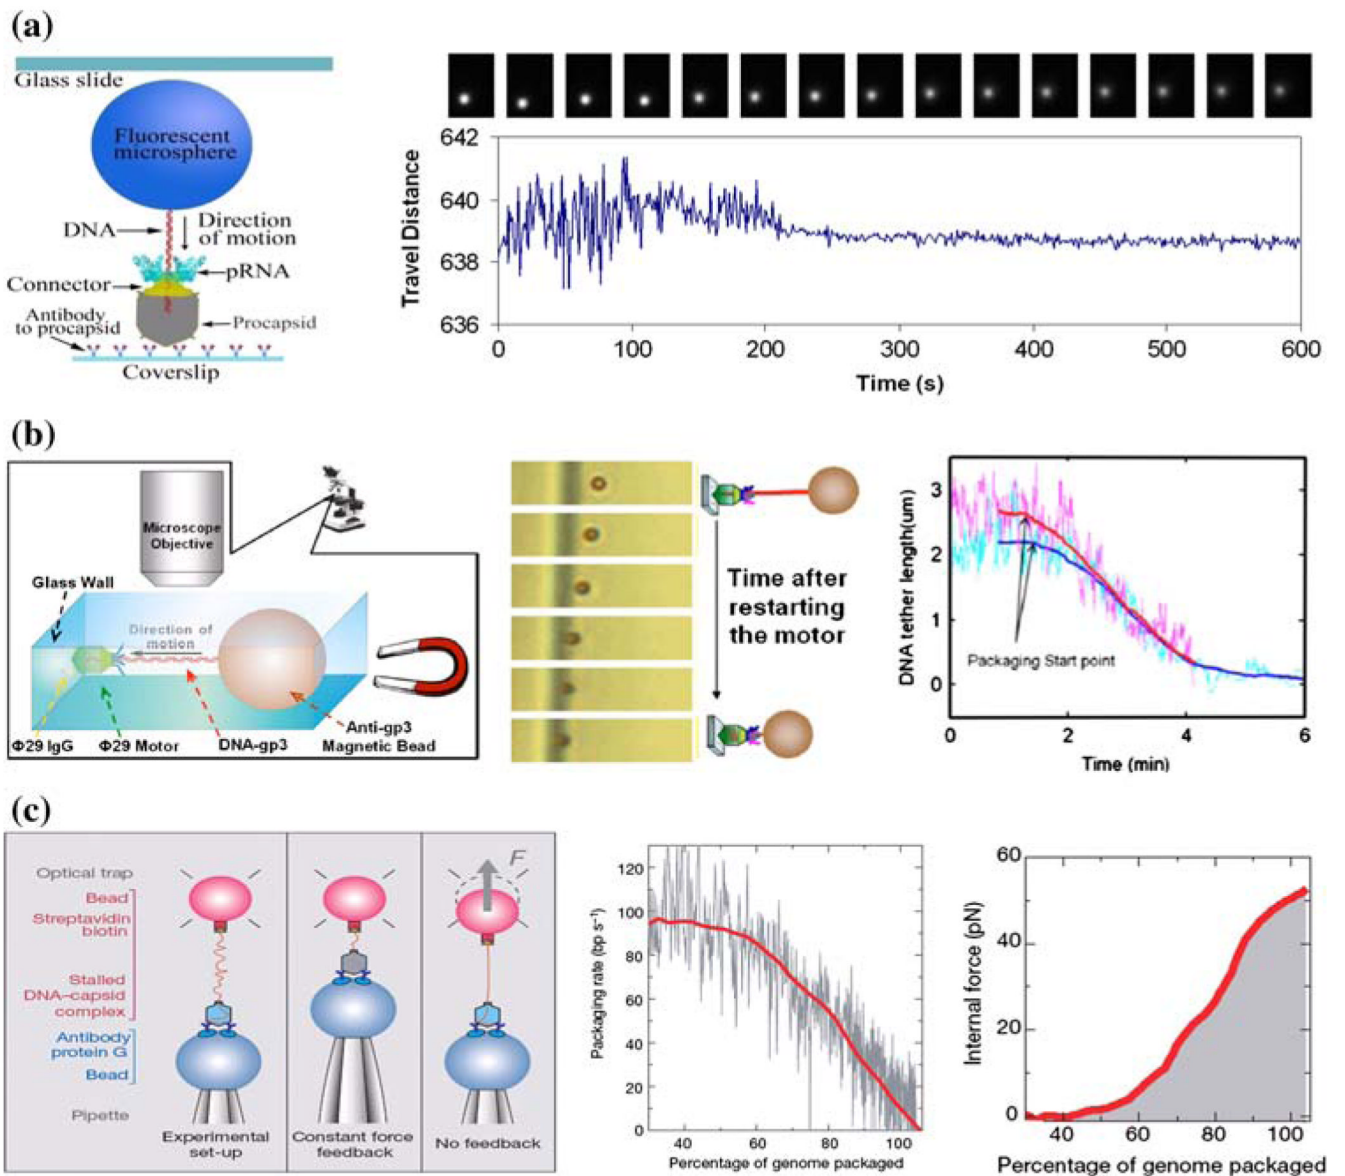 (a)
Glass slide
Fluorescent
microsphere
DNA
Direction
of motion
pRNA
Connector
Antibody
to procapsid
Procapsid
Coverslip
Travel Distance
642
640
638
636
0 100 200 300 400 500 600
Time (s)
(b)
Microscope
Objective
Glass Wall
Direction of
motion
Φ29 IgG
Φ29 Motor
DNA-gp3
Anti-gp3
Magnetic Bead
Time after
restarting
the motor
DNA tether length(um)
3
2
1
0
Packaging Start point
0 2 4 6
Time (min)
(c)
Optical trap
Bead
Streptavidin
biotin
Stalled
DNA–capsid
complex
Antibody
protein G
Bead
Pipette
F
Experimental
set-up
Constant force
feedback
No feedback
Packaging rate (bp s⁻¹)
120
100
80
60
40
20
0
40 60 80 100
Percentage of genome packaged
Internal force (pN)
60
40
20
0
40 60 80 100
Percentage of genome packaged